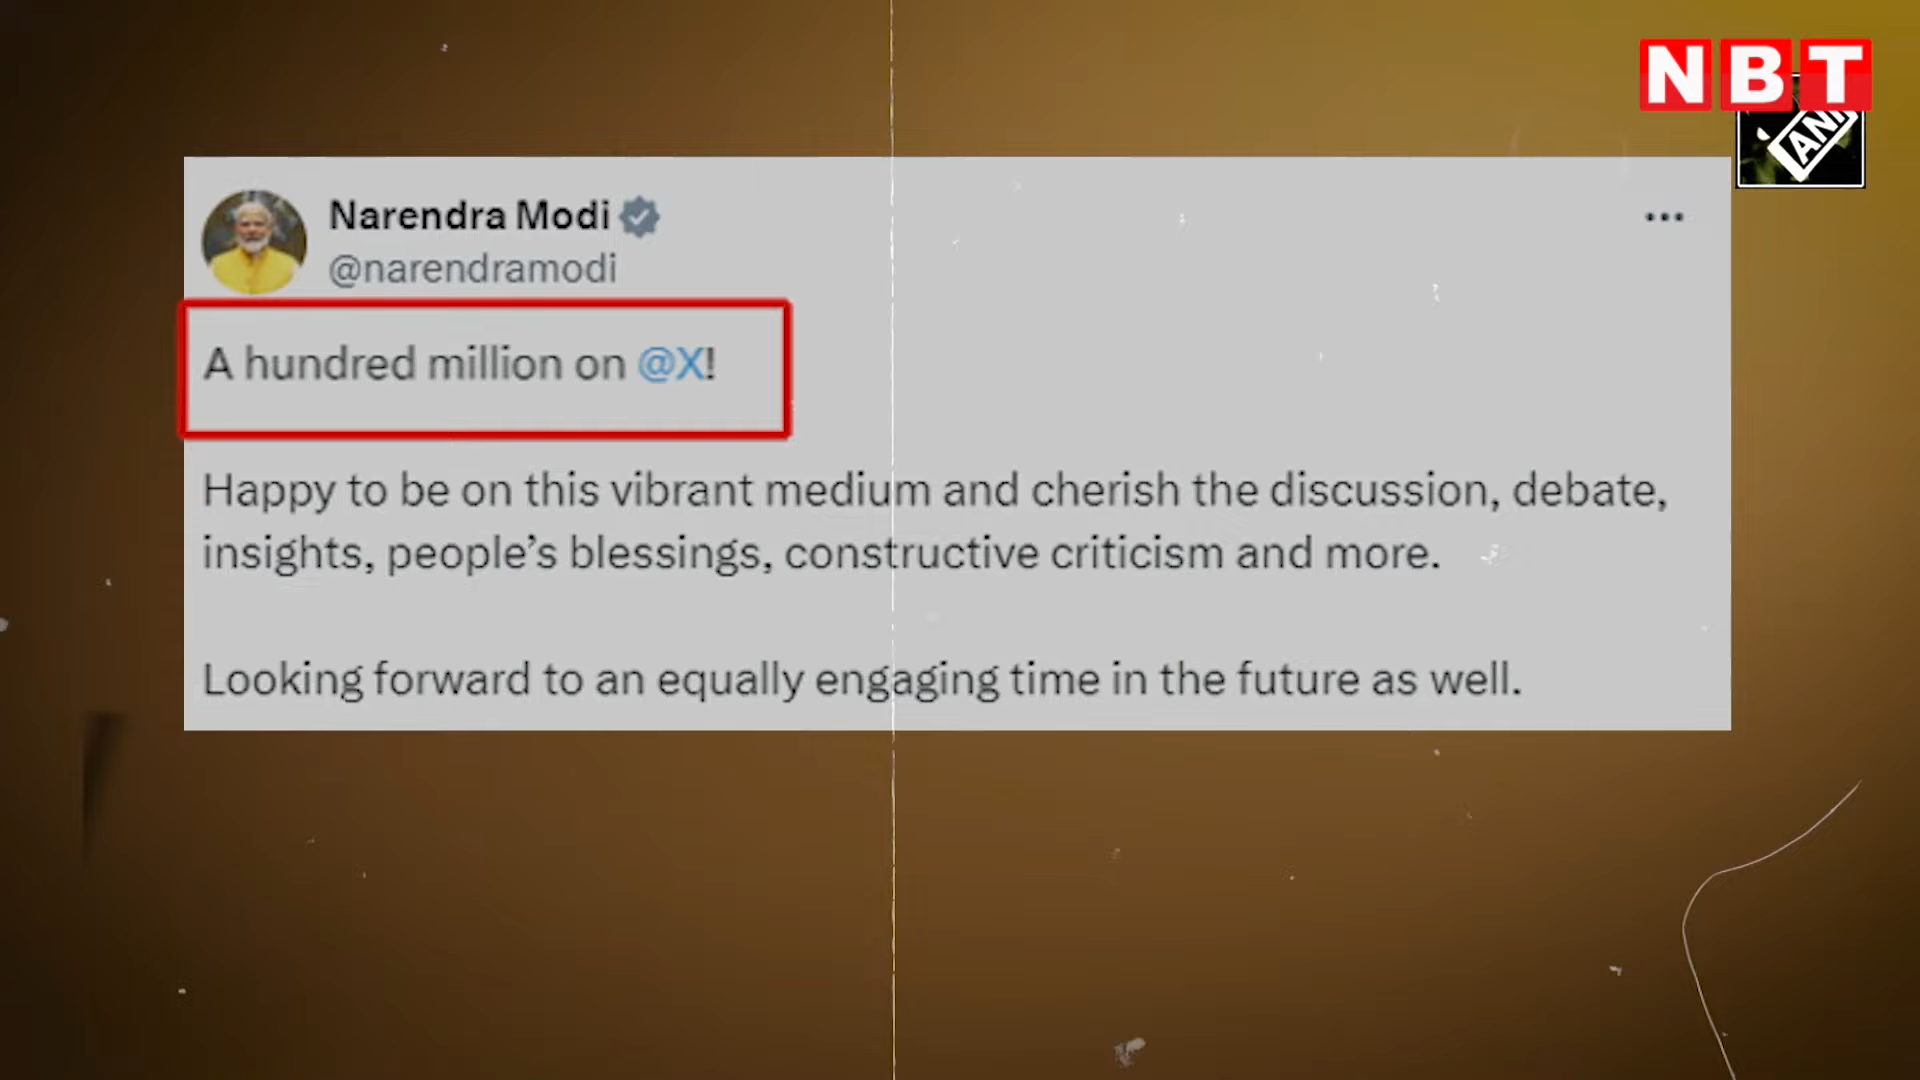 NBT
ANI
Narendra Modi
@narendramodi
A hundred million on @X!
Happy to be on this vibrant medium and cherish the discussion, debate,
insights, people’s blessings, constructive criticism and more.
Looking forward to an equally engaging time in the future as well.